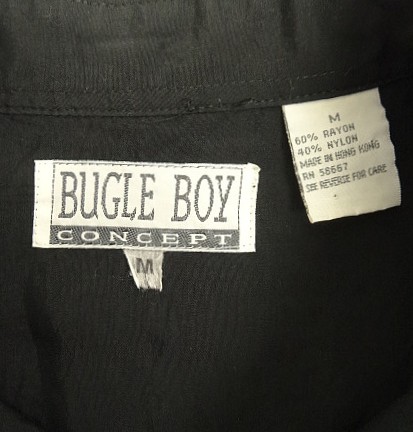 BUGLE BOY
CONCEPT
M
M
60% RAYON
40% NYLON
MADE IN HONG KONG
RN 58667
SEE REVERSE FOR CARE